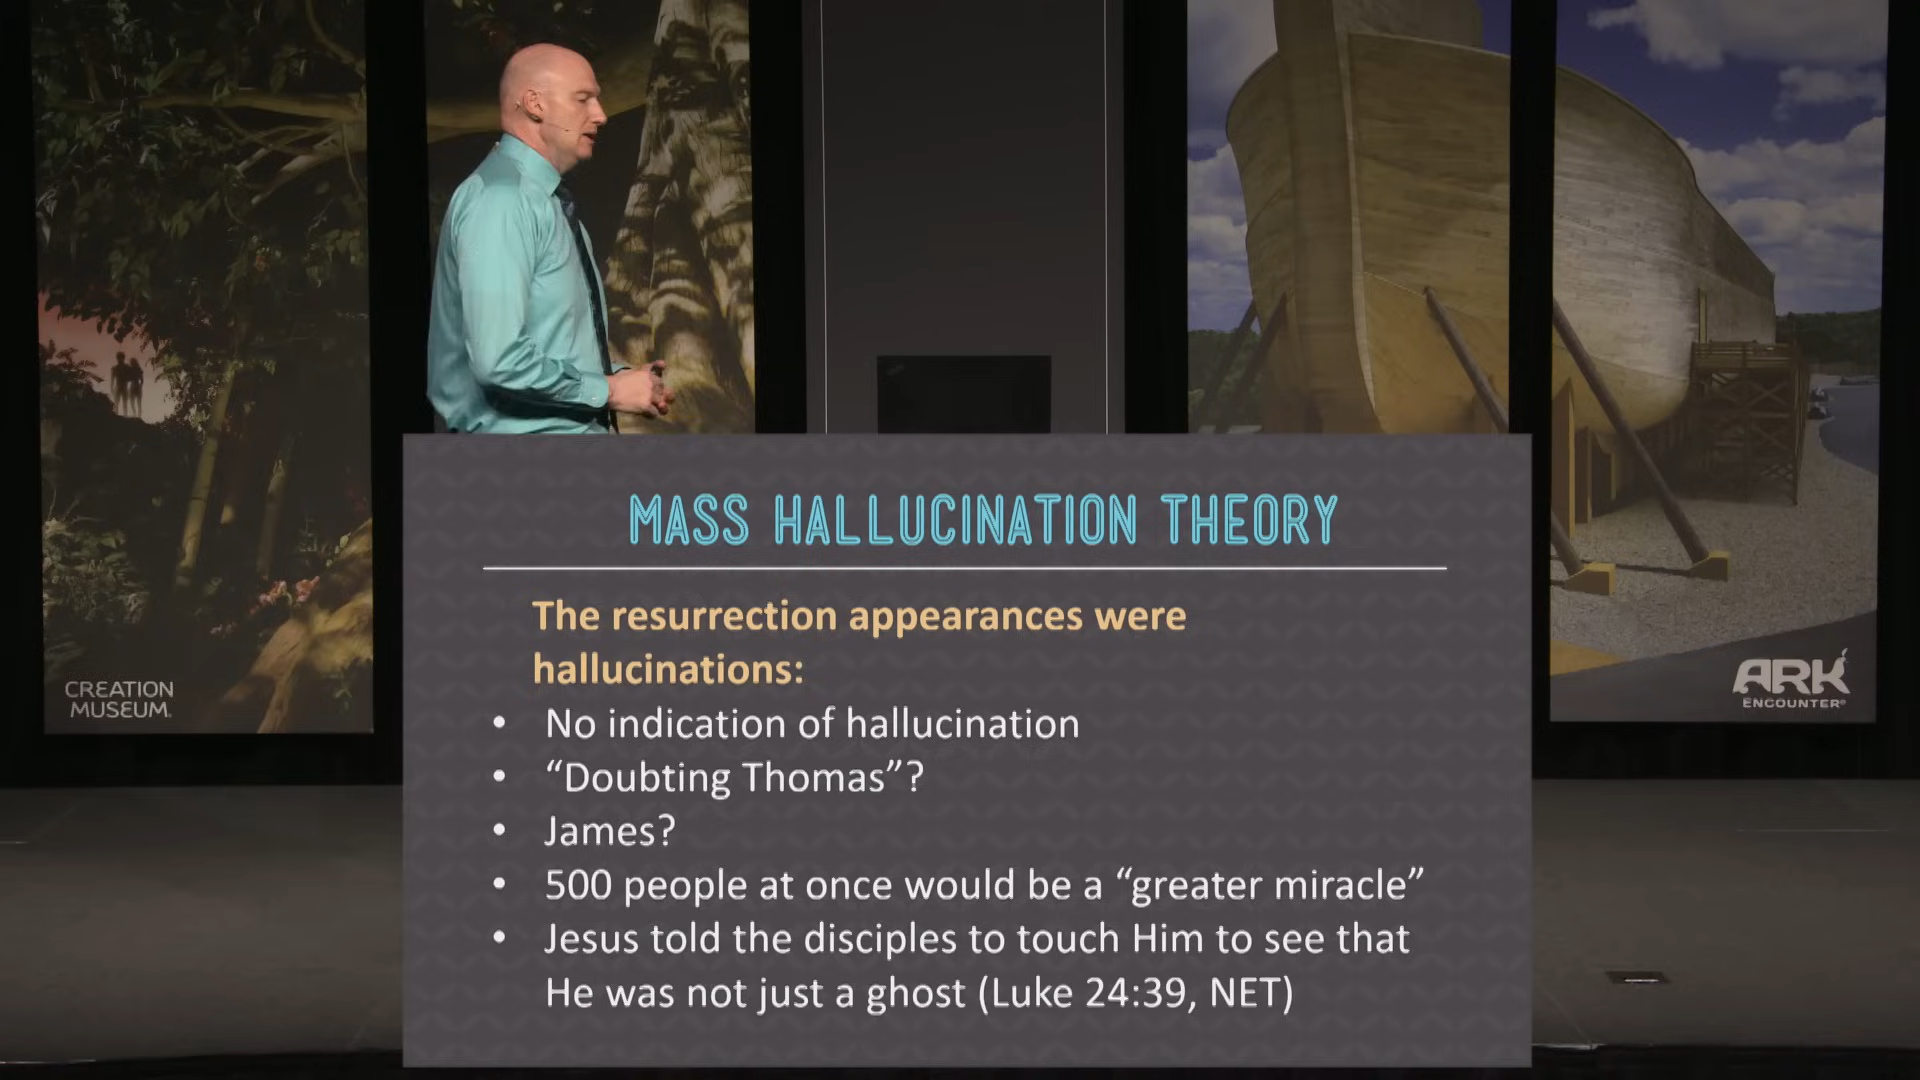 CREATION
MUSEUM
ARK
ENCOUNTER
MASS HALLUCINATION THEORY
The resurrection appearances were
hallucinations:
• No indication of hallucination
• “Doubting Thomas”?
• James?
• 500 people at once would be a “greater miracle”
• Jesus told the disciples to touch Him to see that
He was not just a ghost (Luke 24:39, NET)